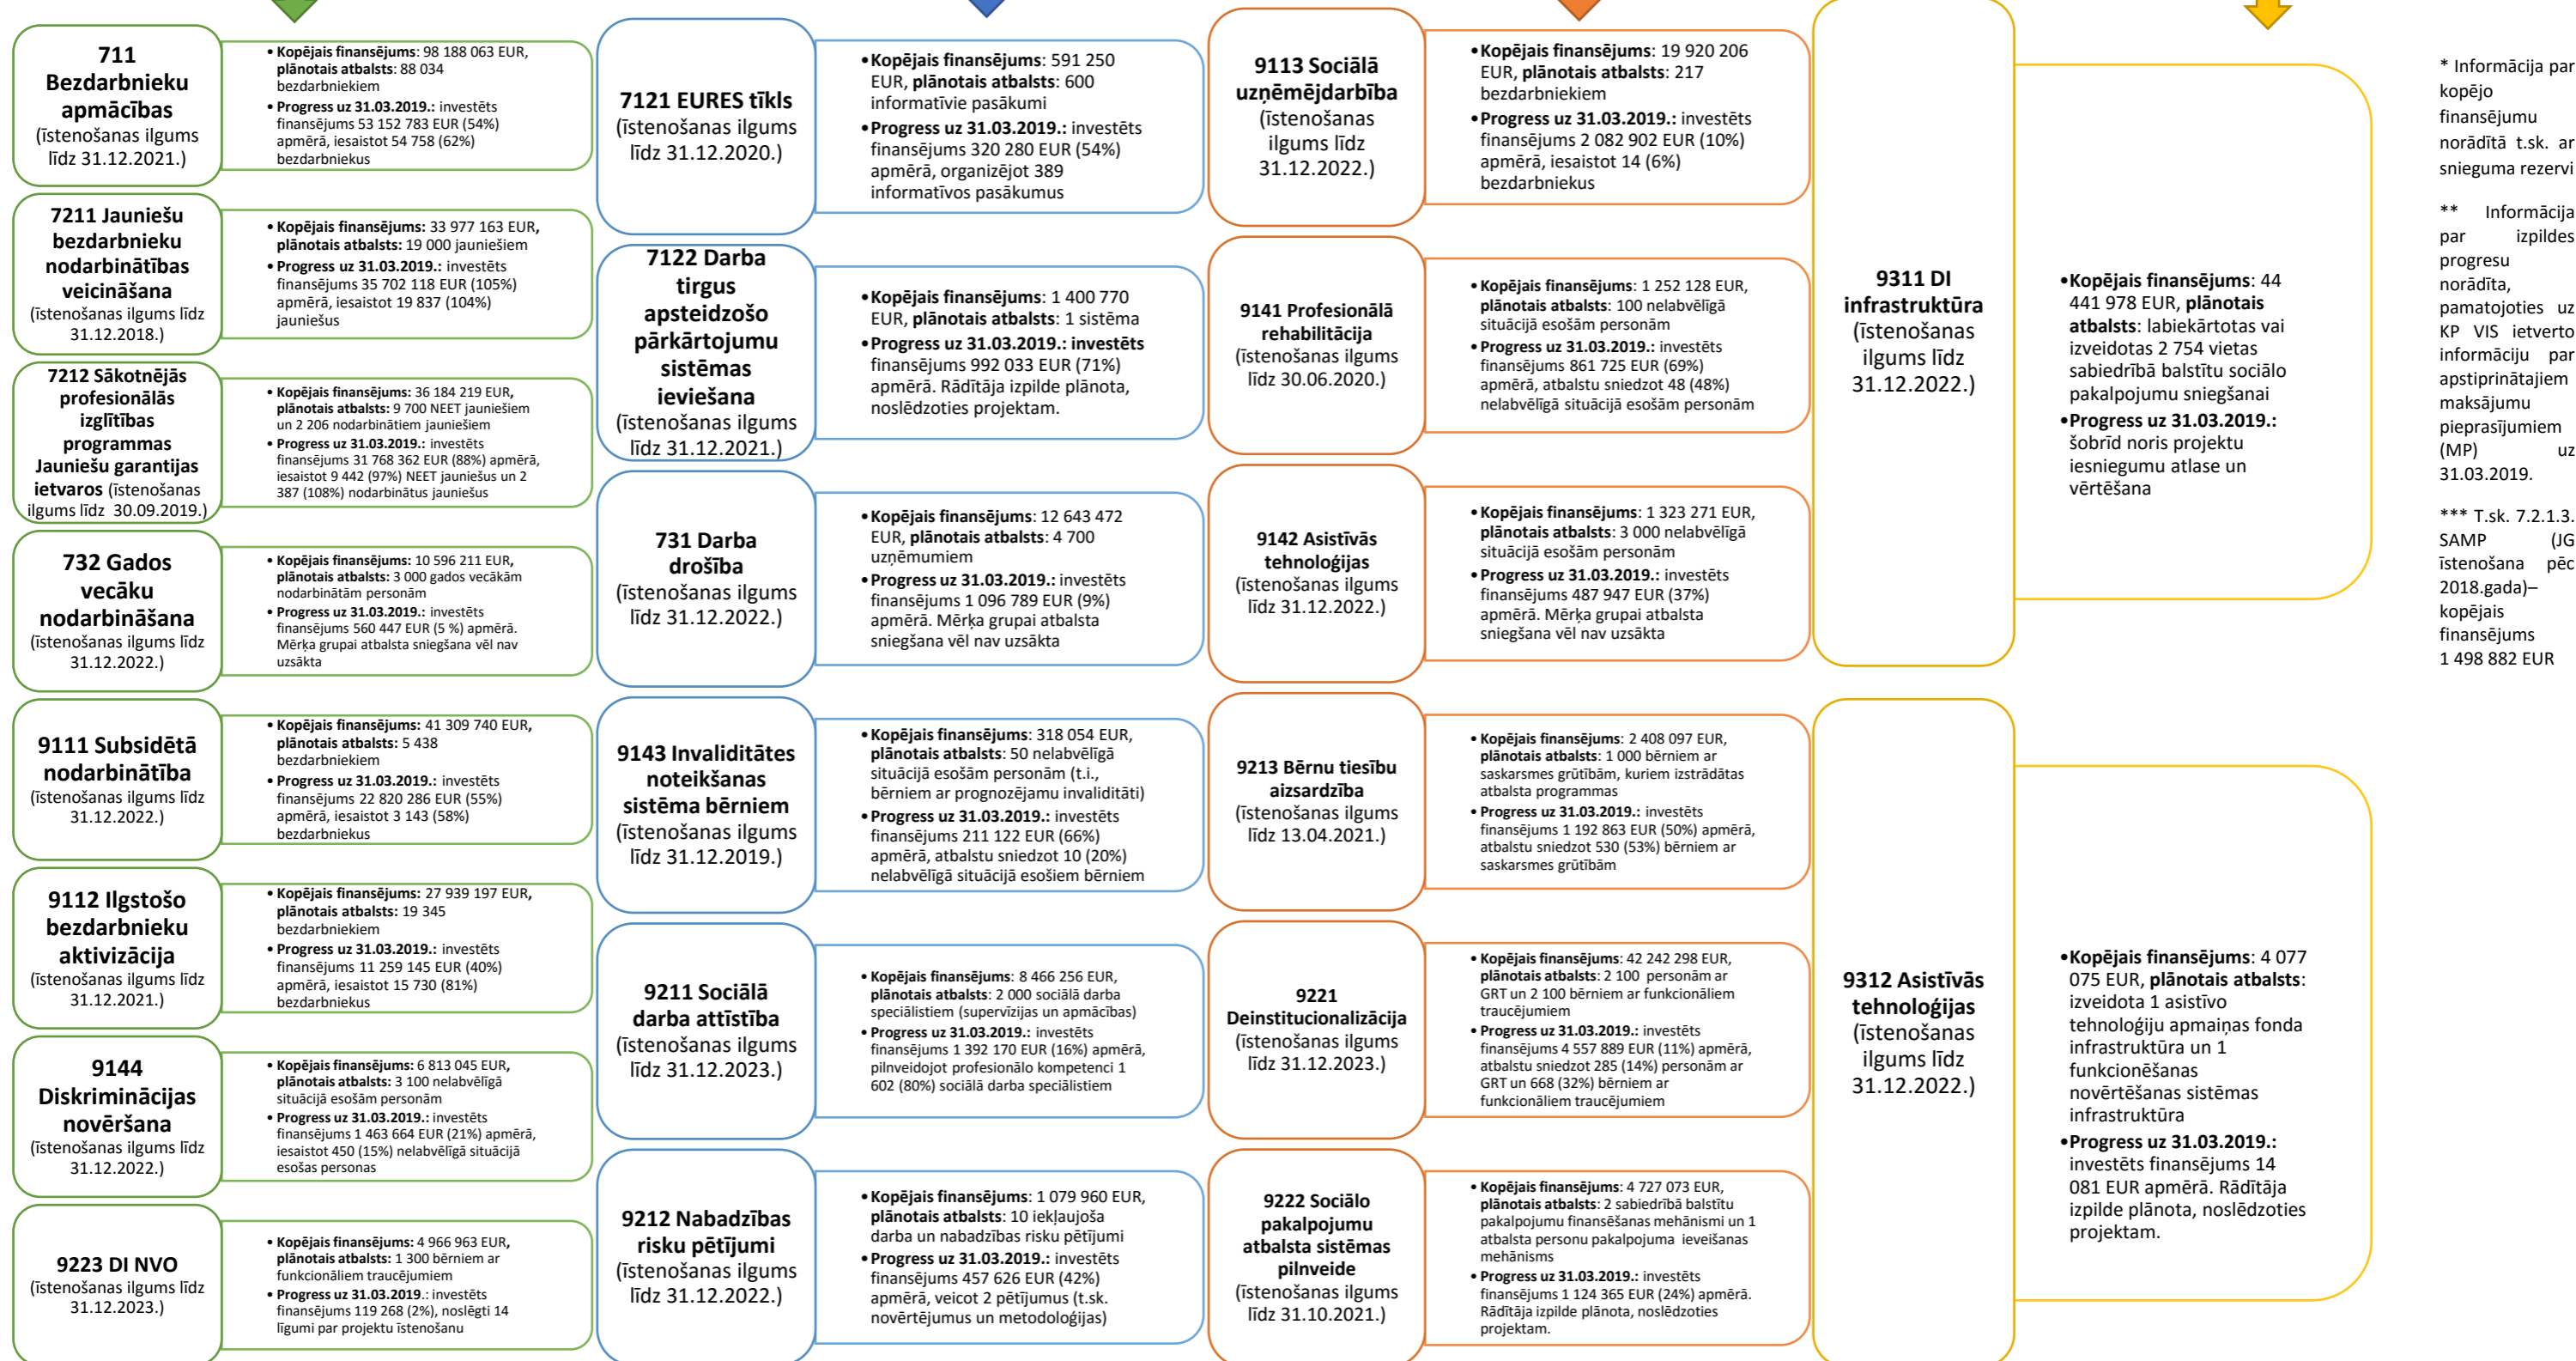 711
Bezdarbnieku
apmācības
(īstenošanas ilgums
līdz 31.12.2021.)
• Kopējais finansējums: 98 188 063 EUR,
plānotais atbalsts: 88 034
bezdarbniekiem
• Progress uz 31.03.2019.: investēts
finansējums 53 152 783 EUR (54%)
apmērā, iesaistot 54 758 (62%)
bezdarbniekus
7211 Jauniešu
bezdarbnieku
nodarbinātības
veicināšana
(īstenošanas ilgums līdz
31.12.2018.)
• Kopējais finansējums: 33 977 163 EUR,
plānotais atbalsts: 19 000 jauniešiem
• Progress uz 31.03.2019.: investēts
finansējums 35 702 118 EUR (105%)
apmērā, iesaistot 19 837 (104%)
jauniešus
7212 Sākotnējās
profesionālās
izglītības
programmas
Jauniešu garantijas
ietvaros (īstenošanas
ilgums līdz 30.09.2019.)
• Kopējais finansējums: 36 184 219 EUR,
plānotais atbalsts: 9 700 NEET jauniešiem
un 2 206 nodarbinātiem jauniešiem
• Progress uz 31.03.2019.: investēts
finansējums 31 768 362 EUR (88%) apmērā,
iesaistot 9 442 (97%) NEET jauniešus un 2
387 (108%) nodarbinātus jauniešus
732 Gados
vecāku
nodarbināšana
(īstenošanas ilgums līdz
31.12.2022.)
• Kopējais finansējums: 10 596 211 EUR,
plānotais atbalsts: 3 000 gados vecākām
nodarbinātām personām
• Progress uz 31.03.2019.: investēts
finansējums 560 447 EUR (5 %) apmērā.
Mērķa grupai atbalsta sniegšana vēl nav
uzsākta
9111 Subsidētā
nodarbinātība
(īstenošanas ilgums līdz
31.12.2022.)
• Kopējais finansējums: 41 309 740 EUR,
plānotais atbalsts: 5 438
bezdarbniekiem
• Progress uz 31.03.2019.: investēts
finansējums 22 820 286 EUR (55%)
apmērā, iesaistot 3 143 (58%)
bezdarbniekus
9112 Ilgstošo
bezdarbnieku
aktivizācija
(īstenošanas ilgums līdz
31.12.2021.)
• Kopējais finansējums: 27 939 197 EUR,
plānotais atbalsts: 19 345
bezdarbniekiem
• Progress uz 31.03.2019.: investēts
finansējums 11 259 145 EUR (40%)
apmērā, iesaistot 15 730 (81%)
bezdarbniekus
9144
Diskriminācijas
novēršana
(īstenošanas ilgums līdz
31.12.2022.)
• Kopējais finansējums: 6 813 045 EUR,
plānotais atbalsts: 3 100 nelabvēlīgā
situācijā esošām personām
• Progress uz 31.03.2019.: investēts
finansējums 1 463 664 EUR (21%) apmērā,
iesaistot 450 (15%) nelabvēlīgā situācijā
esošas personas
9223 DI NVO
(īstenošanas ilgums līdz
31.12.2023.)
• Kopējais finansējums: 4 966 963 EUR,
plānotais atbalsts: 1 300 bērniem ar
funkcionāliem traucējumiem
• Progress uz 31.03.2019.: investēts
finansējums 119 268 (2%), noslēgti 14
līgumi par projektu īstenošanu
7121 EURES tīkls
(īstenošanas ilgums
līdz 31.12.2020.)
•Kopējais finansējums: 591 250
EUR, plānotais atbalsts: 600
informatīvie pasākumi
•Progress uz 31.03.2019.: investēts
finansējums 320 280 EUR (54%)
apmērā, organizējot 389
informatīvos pasākumus
7122 Darba
tirgus
apsteidzošo
pārkārtojumu
sistēmas
ieviešana
(īstenošanas ilgums
līdz 31.12.2021.)
•Kopējais finansējums: 1 400 770
EUR, plānotais atbalsts: 1 sistēma
•Progress uz 31.03.2019.: investēts
finansējums 992 033 EUR (71%)
apmērā. Rādītāja izpilde plānota,
noslēdzoties projektam.
731 Darba
drošība
(īstenošanas ilgums
līdz 31.12.2022.)
•Kopējais finansējums: 12 643 472
EUR, plānotais atbalsts: 4 700
uzņēmumiem
•Progress uz 31.03.2019.: investēts
finansējums 1 096 789 EUR (9%)
apmērā. Mērķa grupai atbalsta
sniegšana vēl nav uzsākta
9143 Invaliditātes
noteikšanas
sistēma bērniem
(īstenošanas ilgums
līdz 31.12.2019.)
•Kopējais finansējums: 318 054 EUR,
plānotais atbalsts: 50 nelabvēlīgā
situācijā esošām personām (t.i.,
bērniem ar prognozējamu invaliditāti)
•Progress uz 31.03.2019.: investēts
finansējums 211 122 EUR (66%)
apmērā, atbalstu sniedzot 10 (20%)
nelabvēlīgā situācijā esošiem bērniem
9211 Sociālā
darba attīstība
(īstenošanas ilgums
līdz 31.12.2023.)
• Kopējais finansējums: 8 466 256 EUR,
plānotais atbalsts: 2 000 sociālā darba
speciālistiem (supervīzijas un apmācības)
• Progress uz 31.03.2019.: investēts
finansējums 1 392 170 EUR (16%) apmērā,
pilnveidojot profesionālo kompetenci 1
602 (80%) sociālā darba speciālistiem
9212 Nabadzības
risku pētījumi
(īstenošanas ilgums
līdz 31.12.2022.)
•Kopējais finansējums: 1 079 960 EUR,
plānotais atbalsts: 10 iekļaujoša
darba un nabadzības risku pētījumi
•Progress uz 31.03.2019.: investēts
finansējums 457 626 EUR (42%)
apmērā, veicot 2 pētījumus (t.sk.
novērtējumus un metodoloģijas)
9113 Sociālā
uzņēmējdarbība
(īstenošanas
ilgums līdz
31.12.2022.)
•Kopējais finansējums: 19 920 206
EUR, plānotais atbalsts: 217
bezdarbniekiem
•Progress uz 31.03.2019.: investēts
finansējums 2 082 902 EUR (10%)
apmērā, iesaistot 14 (6%)
bezdarbniekus
9141 Profesionālā
rehabilitācija
(īstenošanas ilgums
līdz 30.06.2020.)
• Kopējais finansējums: 1 252 128 EUR,
plānotais atbalsts: 100 nelabvēlīgā
situācijā esošām personām
• Progress uz 31.03.2019.: investēts
finansējums 861 725 EUR (69%)
apmērā, atbalstu sniedzot 48 (48%)
nelabvēlīgā situācijā esošām personām
9142 Asistīvās
tehnoloģijas
(īstenošanas ilgums
līdz 31.12.2022.)
• Kopējais finansējums: 1 323 271 EUR,
plānotais atbalsts: 3 000 nelabvēlīgā
situācijā esošām personām
• Progress uz 31.03.2019.: investēts
finansējums 487 947 EUR (37%)
apmērā. Mērķa grupai atbalsta
sniegšana vēl nav uzsākta
9213 Bērnu tiesību
aizsardzība
(īstenošanas ilgums
līdz 13.04.2021.)
• Kopējais finansējums: 2 408 097 EUR,
plānotais atbalsts: 1 000 bērniem ar
saskarsmes grūtībām, kuriem izstrādātas
atbalsta programmas
• Progress uz 31.03.2019.: investēts
finansējums 1 192 863 EUR (50%) apmērā,
atbalstu sniedzot 530 (53%) bērniem ar
saskarsmes grūtībām
9221
Deinstitucionalizācija
(īstenošanas ilgums
līdz 31.12.2023.)
• Kopējais finansējums: 42 242 298 EUR,
plānotais atbalsts: 2 100 personām ar
GRT un 2 100 bērniem ar funkcionāliem
traucējumiem
• Progress uz 31.03.2019.: investēts
finansējums 4 557 889 EUR (11%) apmērā,
atbalstu sniedzot 285 (14%) personām ar
GRT un 668 (32%) bērniem ar
funkcionāliem traucējumiem
9222 Sociālo
pakalpojumu
atbalsta sistēmas
pilnveide
(īstenošanas ilgums
līdz 31.10.2021.)
• Kopējais finansējums: 4 727 073 EUR,
plānotais atbalsts: 2 sabiedrībā balstītu
pakalpojumu finansēšanas mehānismi un 1
atbalsta personu pakalpojuma ieveišanas
mehānisms
• Progress uz 31.03.2019.: investēts
finansējums 1 124 365 EUR (24%) apmērā.
Rādītāja izpilde plānota, noslēdzoties
projektam.
9311 DI
infrastruktūra
(īstenošanas
ilgums līdz
31.12.2022.)
•Kopējais finansējums: 44
441 978 EUR, plānotais
atbalsts: labiekārtotas vai
izveidotas 2 754 vietas
sabiedrībā balstītu sociālo
pakalpojumu sniegšanai
•Progress uz 31.03.2019.:
šobrīd noris projektu
iesniegumu atlase un
vērtēšana
9312 Asistīvās
tehnoloģijas
(īstenošanas
ilgums līdz
31.12.2022.)
•Kopējais finansējums: 4 077
075 EUR, plānotais atbalsts:
izveidota 1 asistīvo
tehnoloģiju apmaiņas fonda
infrastruktūra un 1
funkcionēšanas
novērtēšanas sistēmas
infrastruktūra
•Progress uz 31.03.2019.:
investēts finansējums 14
081 EUR apmērā. Rādītāja
izpilde plānota, noslēdzoties
projektam.
* Informācija par
kopējo
finansējumu
norādītā t.sk. ar
snieguma rezervi
** Informācija
par izpildes
progresu
norādīta,
pamatojoties uz
KP VIS ietverto
informāciju par
apstiprinātajiem
maksājumu
pieprasījumiem
(MP) uz
31.03.2019.
*** T.sk. 7.2.1.3.
SAMP (JG
īstenošana pēc
2018.gada)–
kopējais
finansējums
1 498 882 EUR